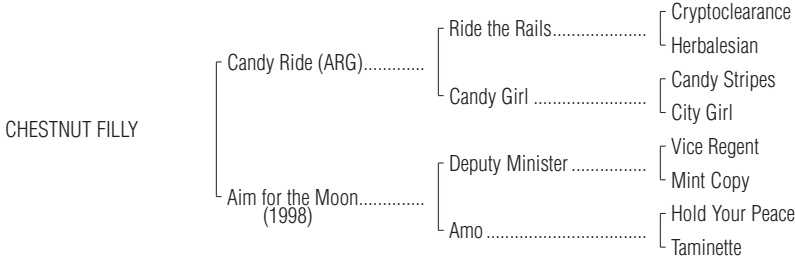 Cryptoclearance
Ride the Rails....................
Herbalesian
Candy Ride (ARG).............
Candy Stripes
Candy Girl ........................
City Girl
CHESTNUT FILLY
Vice Regent
Deputy Minister ................
Mint Copy
Aim for the Moon..............
(1998)
Hold Your Peace
Amo ..................................
Taminette